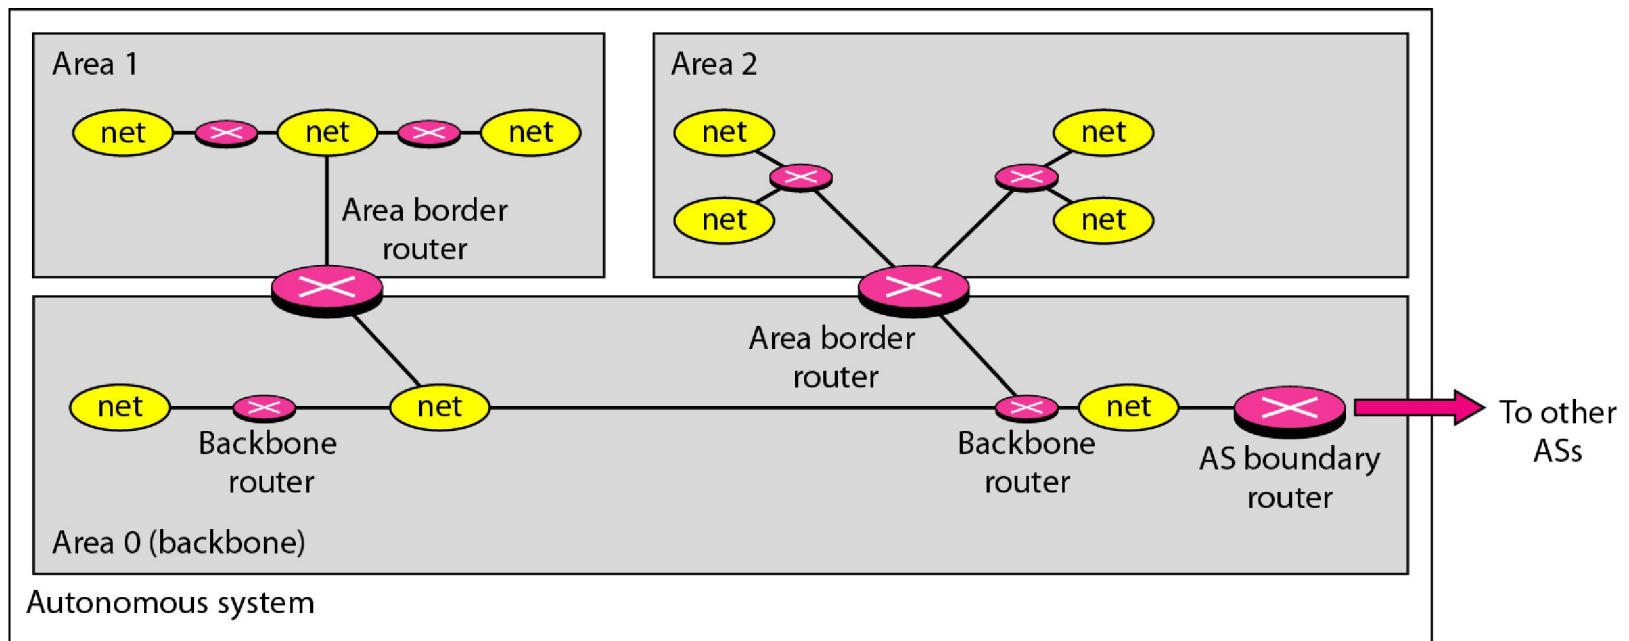 Area 1
net
net
net
Area border
router
Area 2
net
net
net
net
Area border
router
net
Backbone
router
net
Backbone
router
net
AS boundary
router
To other
ASs
Area 0 (backbone)
Autonomous system